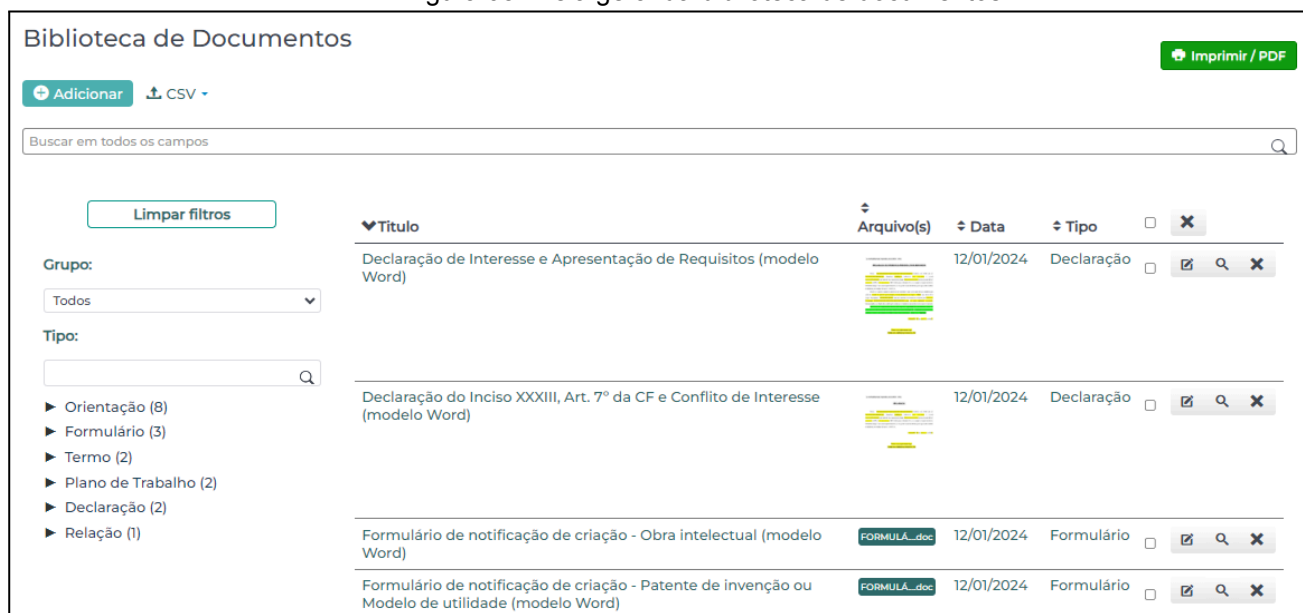 Biblioteca de Documentos
Imprimir / PDF
Adicionar
CSV
Buscar em todos os campos
Limpar filtros
Titulo
Arquivo(s)
Data
Tipo
Grupo:
Todos
Tipo:
Orientação (8)
Formulário (3)
Termo (2)
Plano de Trabalho (2)
Declaração (2)
Relação (1)
Declaração de Interesse e Apresentação de Requisitos (modelo
Word)
12/01/2024
Declaração
Declaração do Inciso XXXIII, Art. 7º da CF e Conflito de Interesse
(modelo Word)
12/01/2024
Declaração
Formulário de notificação de criação - Obra intelectual (modelo
Word)
FORMULÁ...doc
12/01/2024
Formulário
Formulário de notificação de criação - Patente de invenção ou
Modelo de utilidade (modelo Word)
FORMULÁ...doc
12/01/2024
Formulário